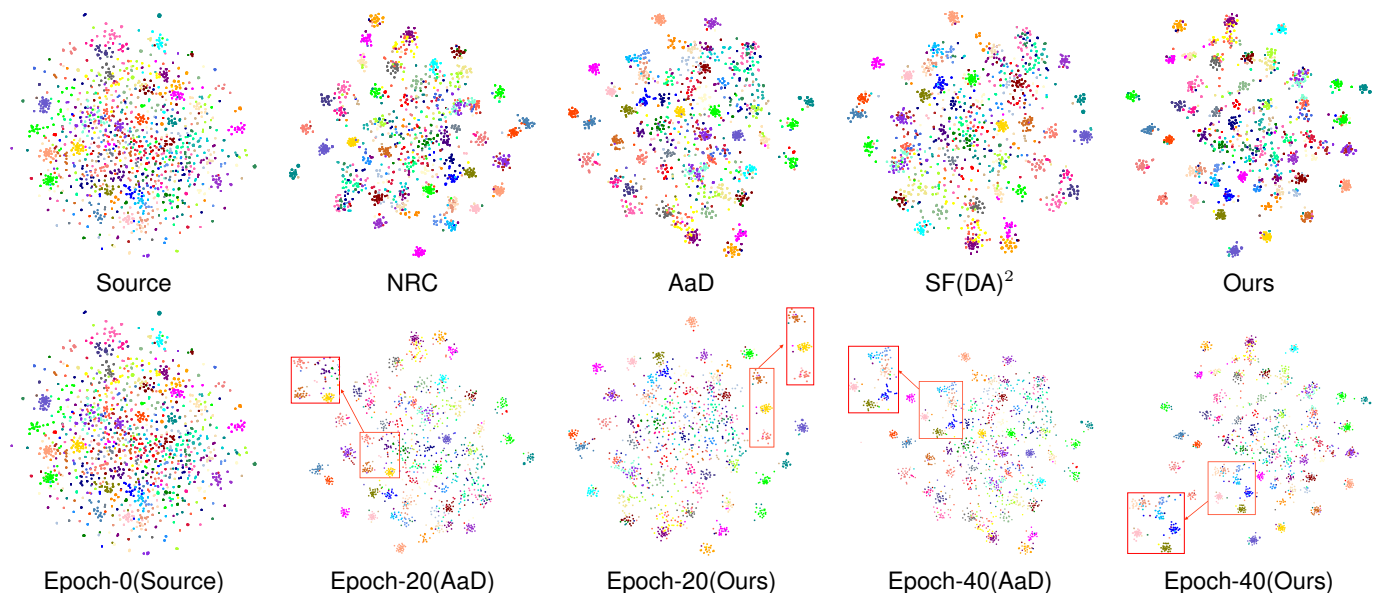 Source
NRC
AaD
SF(DA)²
Ours
Epoch-0(Source)
Epoch-20(AaD)
Epoch-20(Ours)
Epoch-40(AaD)
Epoch-40(Ours)